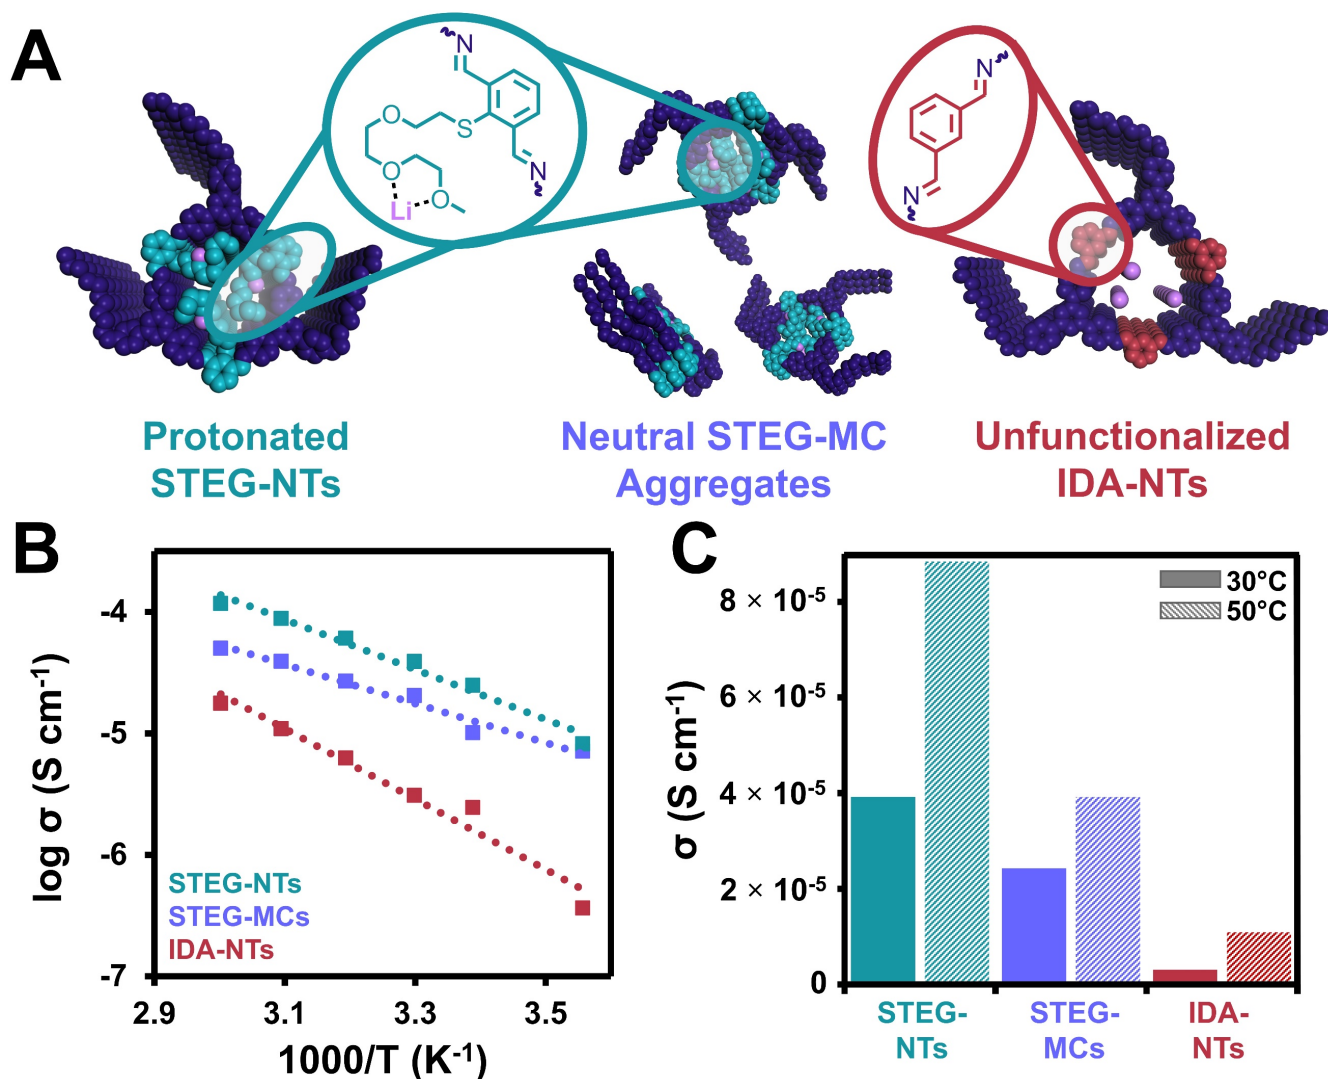 A
N
O
S
O
N
O
Li
N
N
Protonated
STEG-NTs
Neutral STEG-MC
Aggregates
Unfunctionalized
IDA-NTs
B
log σ (S cm⁻¹)
-4
-5
-6
-7
STEG-NTs
STEG-MCs
IDA-NTs
2.9
3.1
3.3
3.5
1000/T (K⁻¹)
C
σ (S cm⁻¹)
8 × 10⁻⁵
6 × 10⁻⁵
4 × 10⁻⁵
2 × 10⁻⁵
0
30°C
50°C
STEG-
NTs
STEG-
MCs
IDA-
NTs